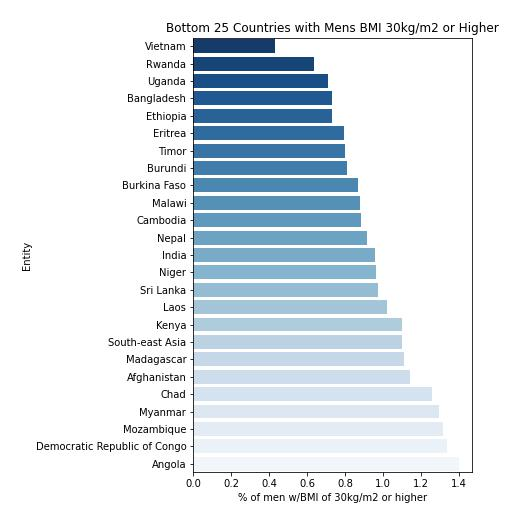 Bottom 25 Countries with Mens BMI 30kg/m2 or Higher
Entity
Vietnam
Rwanda
Uganda
Bangladesh
Ethiopia
Eritrea
Timor
Burundi
Burkina Faso
Malawi
Cambodia
Nepal
India
Niger
Sri Lanka
Laos
Kenya
South-east Asia
Madagascar
Afghanistan
Chad
Myanmar
Mozambique
Democratic Republic of Congo
Angola
0.0 0.2 0.4 0.6 0.8 1.0 1.2 1.4
% of men w/BMI of 30kg/m2 or higher